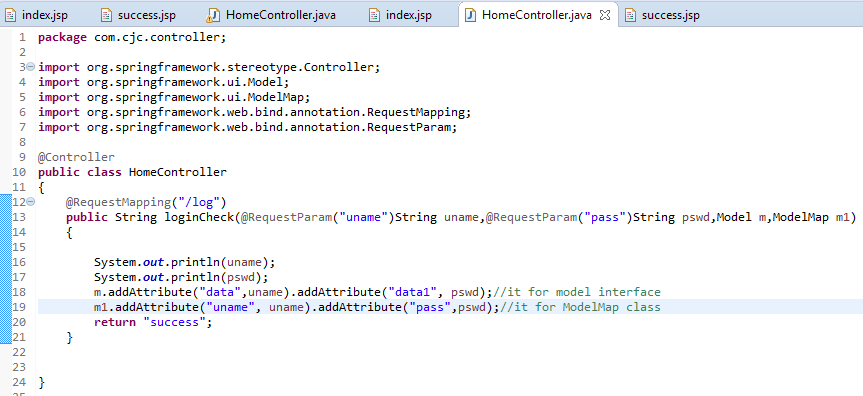 index.jsp success.jsp HomeController.java index.jsp HomeController.java success.jsp
1 package com.cjc.controller;
2
3 import org.springframework.stereotype.Controller;
4 import org.springframework.ui.Model;
5 import org.springframework.ui.ModelMap;
6 import org.springframework.web.bind.annotation.RequestMapping;
7 import org.springframework.web.bind.annotation.RequestParam;
8
9 @Controller
10 public class HomeController
11 {
12 @RequestMapping("/log")
13 public String loginCheck(@RequestParam("uname")String uname,@RequestParam("pass")String pswd,Model m,ModelMap m1)
14 {
15
16 System.out.println(uname);
17 System.out.println(pswd);
18 m.addAttribute("data",uname).addAttribute("data1", pswd);//it for model interface
19 m1.addAttribute("uname", uname).addAttribute("pass",pswd);//it for ModelMap class
20 return "success";
21 }
22
23
24 }